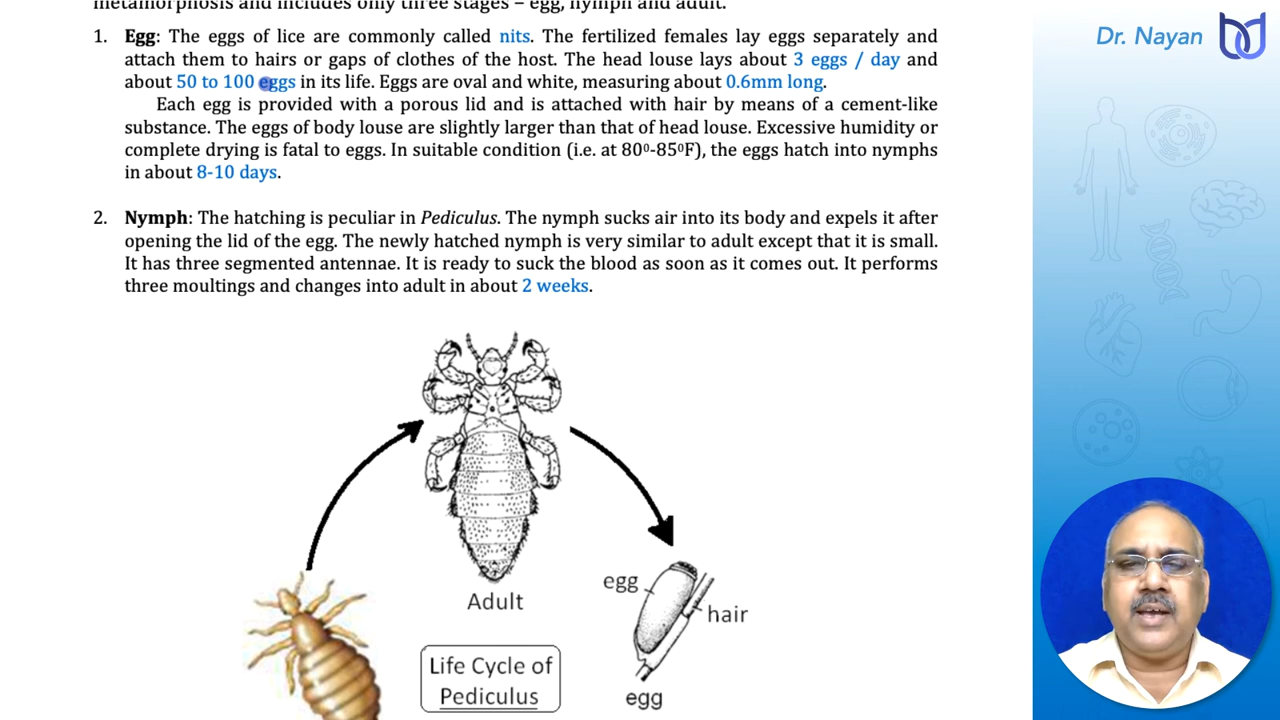 metamorphosis and includes only three stages – egg, nymph and adult.
Dr. Nayan
1. Egg: The eggs of lice are commonly called nits. The fertilized females lay eggs separately and
attach them to hairs or gaps of clothes of the host. The head louse lays about 3 eggs / day and
about 50 to 100 eggs in its life. Eggs are oval and white, measuring about 0.6mm long.
Each egg is provided with a porous lid and is attached with hair by means of a cement-like
substance. The eggs of body louse are slightly larger than that of head louse. Excessive humidity or
complete drying is fatal to eggs. In suitable condition (i.e. at 80⁰-85⁰F), the eggs hatch into nymphs
in about 8-10 days.
2. Nymph: The hatching is peculiar in Pediculus. The nymph sucks air into its body and expels it after
opening the lid of the egg. The newly hatched nymph is very similar to adult except that it is small.
It has three segmented antennae. It is ready to suck the blood as soon as it comes out. It performs
three moultings and changes into adult in about 2 weeks.
Adult
egg
hair
Life Cycle of
Pediculus
egg